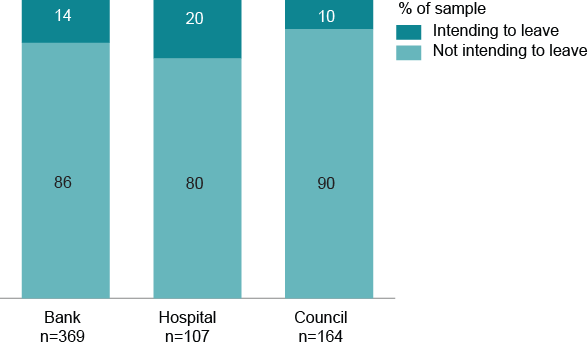 % of sample
Intending to leave
Not intending to leave
14
20
10
86
80
90
Bank
n=369
Hospital
n=107
Council
n=164